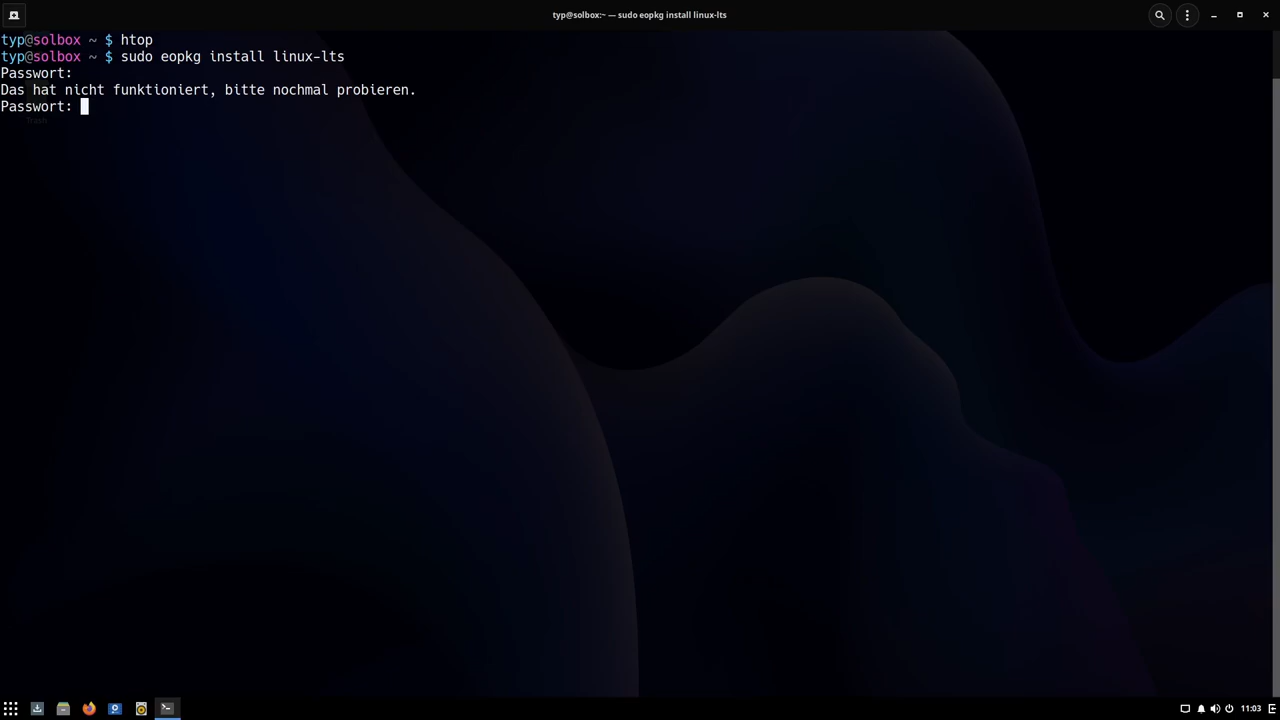 typ@solbox:~ — sudo eopkg install linux-lts
typ@solbox ~ $ htop
typ@solbox ~ $ sudo eopkg install linux-lts
Passwort:
Das hat nicht funktioniert, bitte nochmal probieren.
Passwort:
Trash
11:03